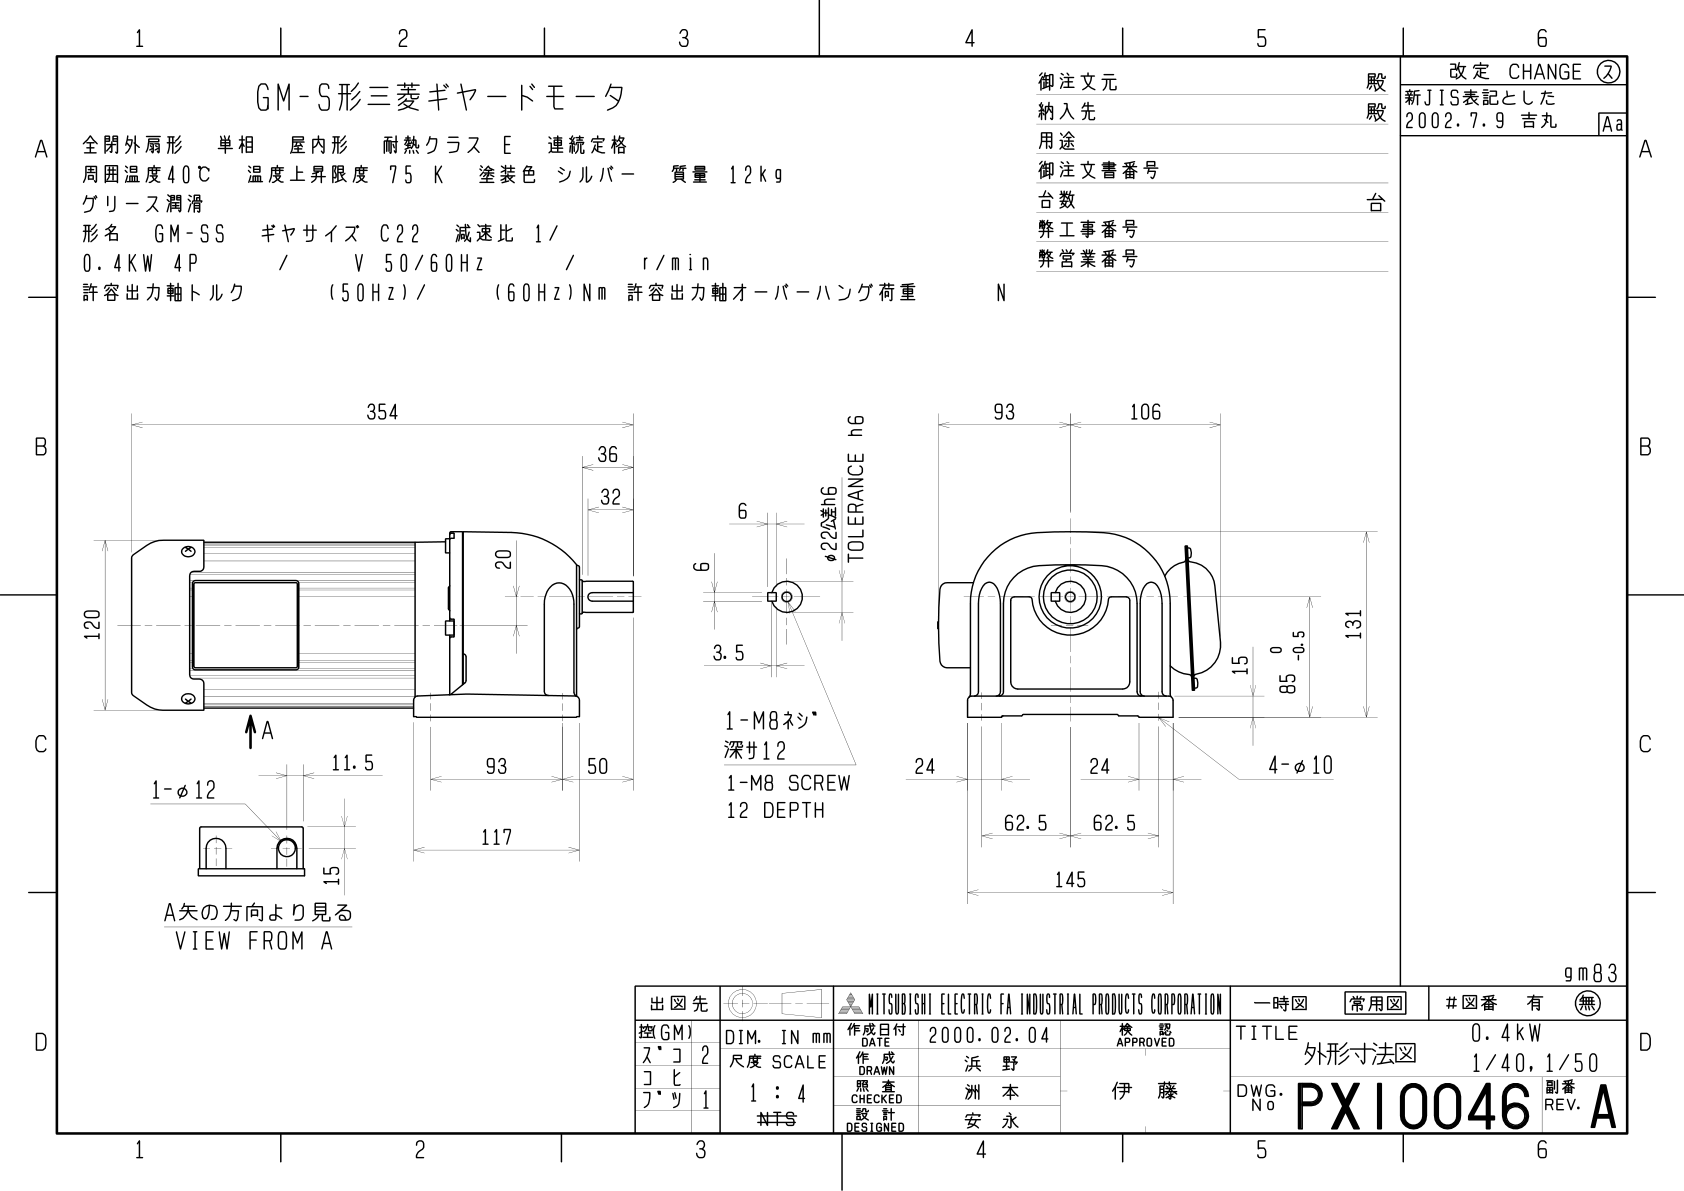 1 2 3 4 5 6
GM-S形三菱ギヤードモータ
全閉外扇形 単相 屋内形 耐熱クラス E 連続定格
周囲温度40℃ 温度上昇限度 75 K 塗装色 シルバー 質量 12kg
グリース潤滑
形名 GM-SS ギヤサイズ C22 減速比 1/
0.4KW 4P / V 50/60Hz / r/min
許容出力軸トルク (50Hz)/ (60Hz)Nm 許容出力軸オーバーハング荷重 N
御注文元 殿
納入先 殿
用途
御注文書番号
台数 台
弊工事番号
弊営業番号
改定 CHANGE ス
新JIS表記とした
2002.7.9 吉丸 Aa
A A
B B
C C
D D
354
36
32
20
120
A
93 50
117
11.5
1-φ12
15
A矢の方向より見る
VIEW FROM A
6
6
3.5
φ22公差h6
TOLERANCE h6
1-M8ネジ
深サ12
1-M8 SCREW
12 DEPTH
93 106
131
85 0 -0.5
15
24 24
4-φ10
62.5 62.5
145
gm83
出図先
控(GM)
ズコ 2
コヒ
ブツ 1
DIM. IN mm
尺度 SCALE
1 : 4
NTS
MITSUBISHI ELECTRIC FA INDUSTRIAL PRODUCTS CORPORATION
作成日付 DATE 2000.02.04
作成 DRAWN 浜野
照査 CHECKED 洲本
設計 DESIGNED 安永
検認 APPROVED
伊藤
一時図 常用図 #図番 有 無
TITLE 外形寸法図
0.4kW
1/40,1/50
DWG. No PX10046 副番 REV. A
1 2 3 4 5 6